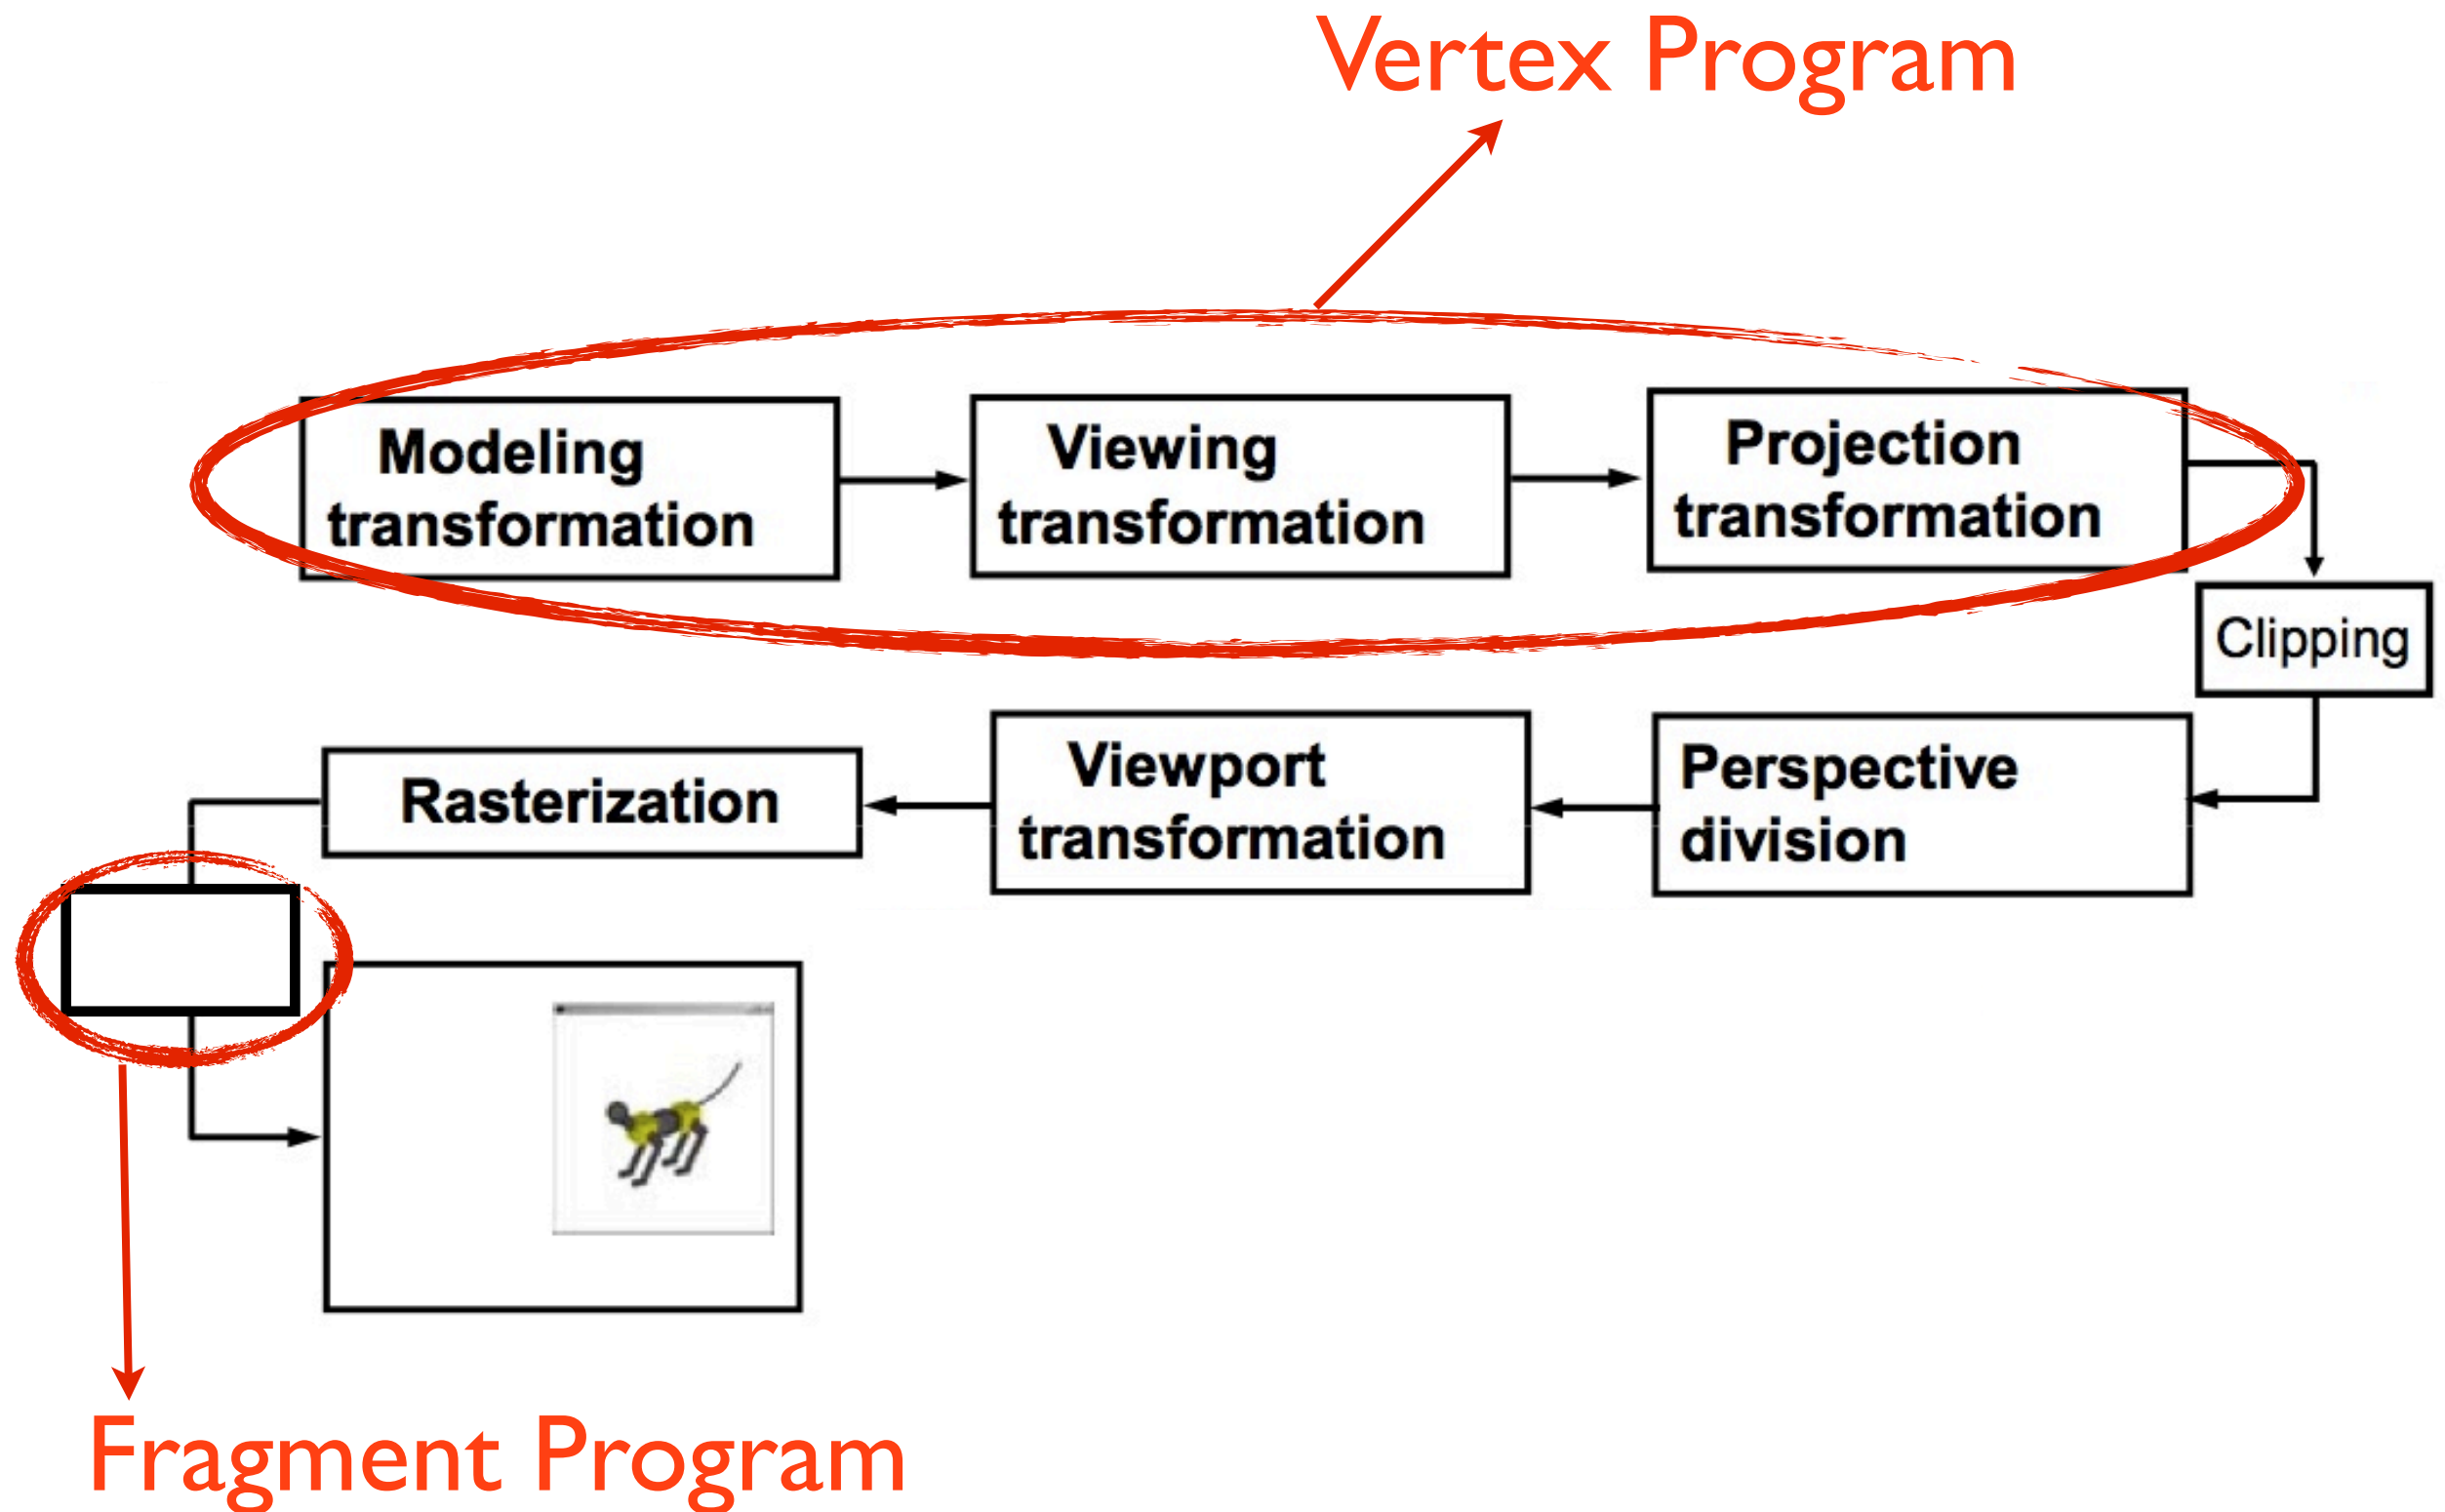 Vertex Program
Modeling
transformation
Viewing
transformation
Projection
transformation
Clipping
Perspective
division
Viewport
transformation
Rasterization
Fragment Program